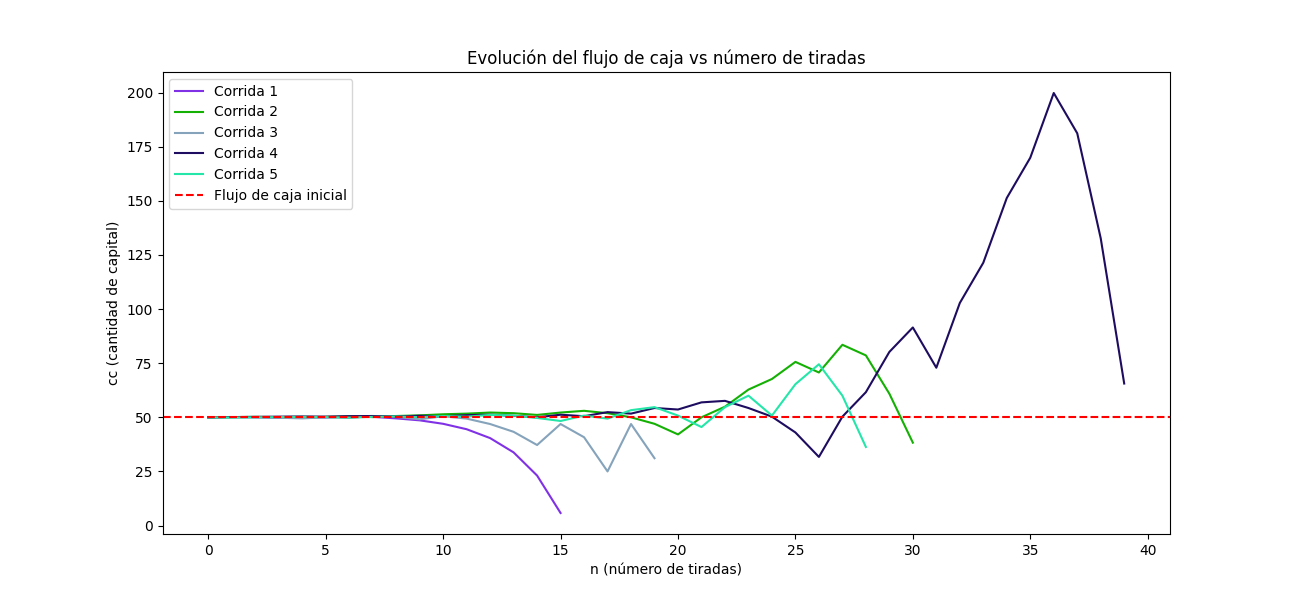 Evolución del flujo de caja vs número de tiradas
Corrida 1
Corrida 2
Corrida 3
Corrida 4
Corrida 5
Flujo de caja inicial
cc (cantidad de capital)
200
175
150
125
100
75
50
25
0
0 5 10 15 20 25 30 35 40
n (número de tiradas)